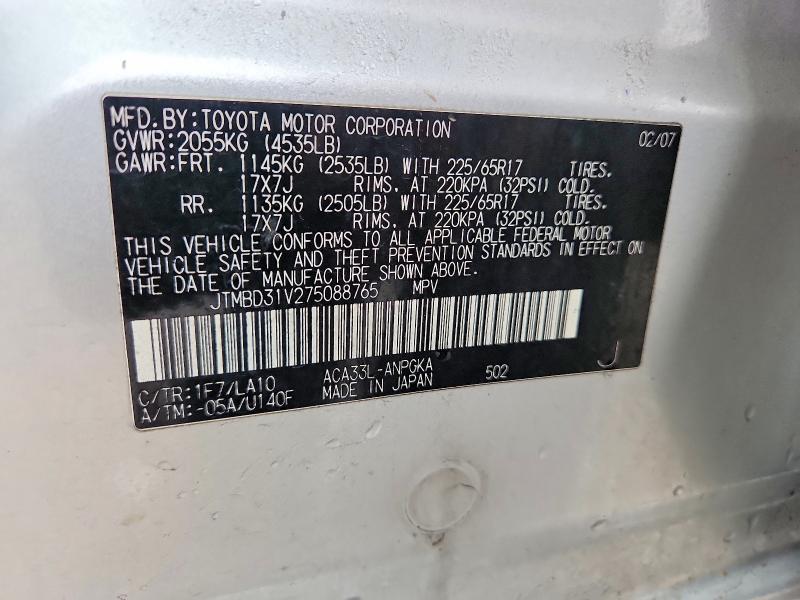 MFD. BY: TOYOTA MOTOR CORPORATION 02/07
GVWR: 2055KG (4535LB)
GAWR: FRT. 1145KG (2535LB) WITH 225/65R17 TIRES.
17X7J RIMS. AT 220KPA (32PSI) COLD.
RR. 1135KG (2505LB) WITH 225/65R17 TIRES.
17X7J RIMS. AT 220KPA (32PSI) COLD.
THIS VEHICLE CONFORMS TO ALL APPLICABLE FEDERAL MOTOR
VEHICLE SAFETY AND THEFT PREVENTION STANDARDS IN EFFECT ON
THE DATE OF MANUFACTURE SHOWN ABOVE.
JTMBD31V275088765 MPV
C/TR: 1F7/LA10 ACA33L-ANPGKA 502 J
A/TM: -05A/U140F MADE IN JAPAN